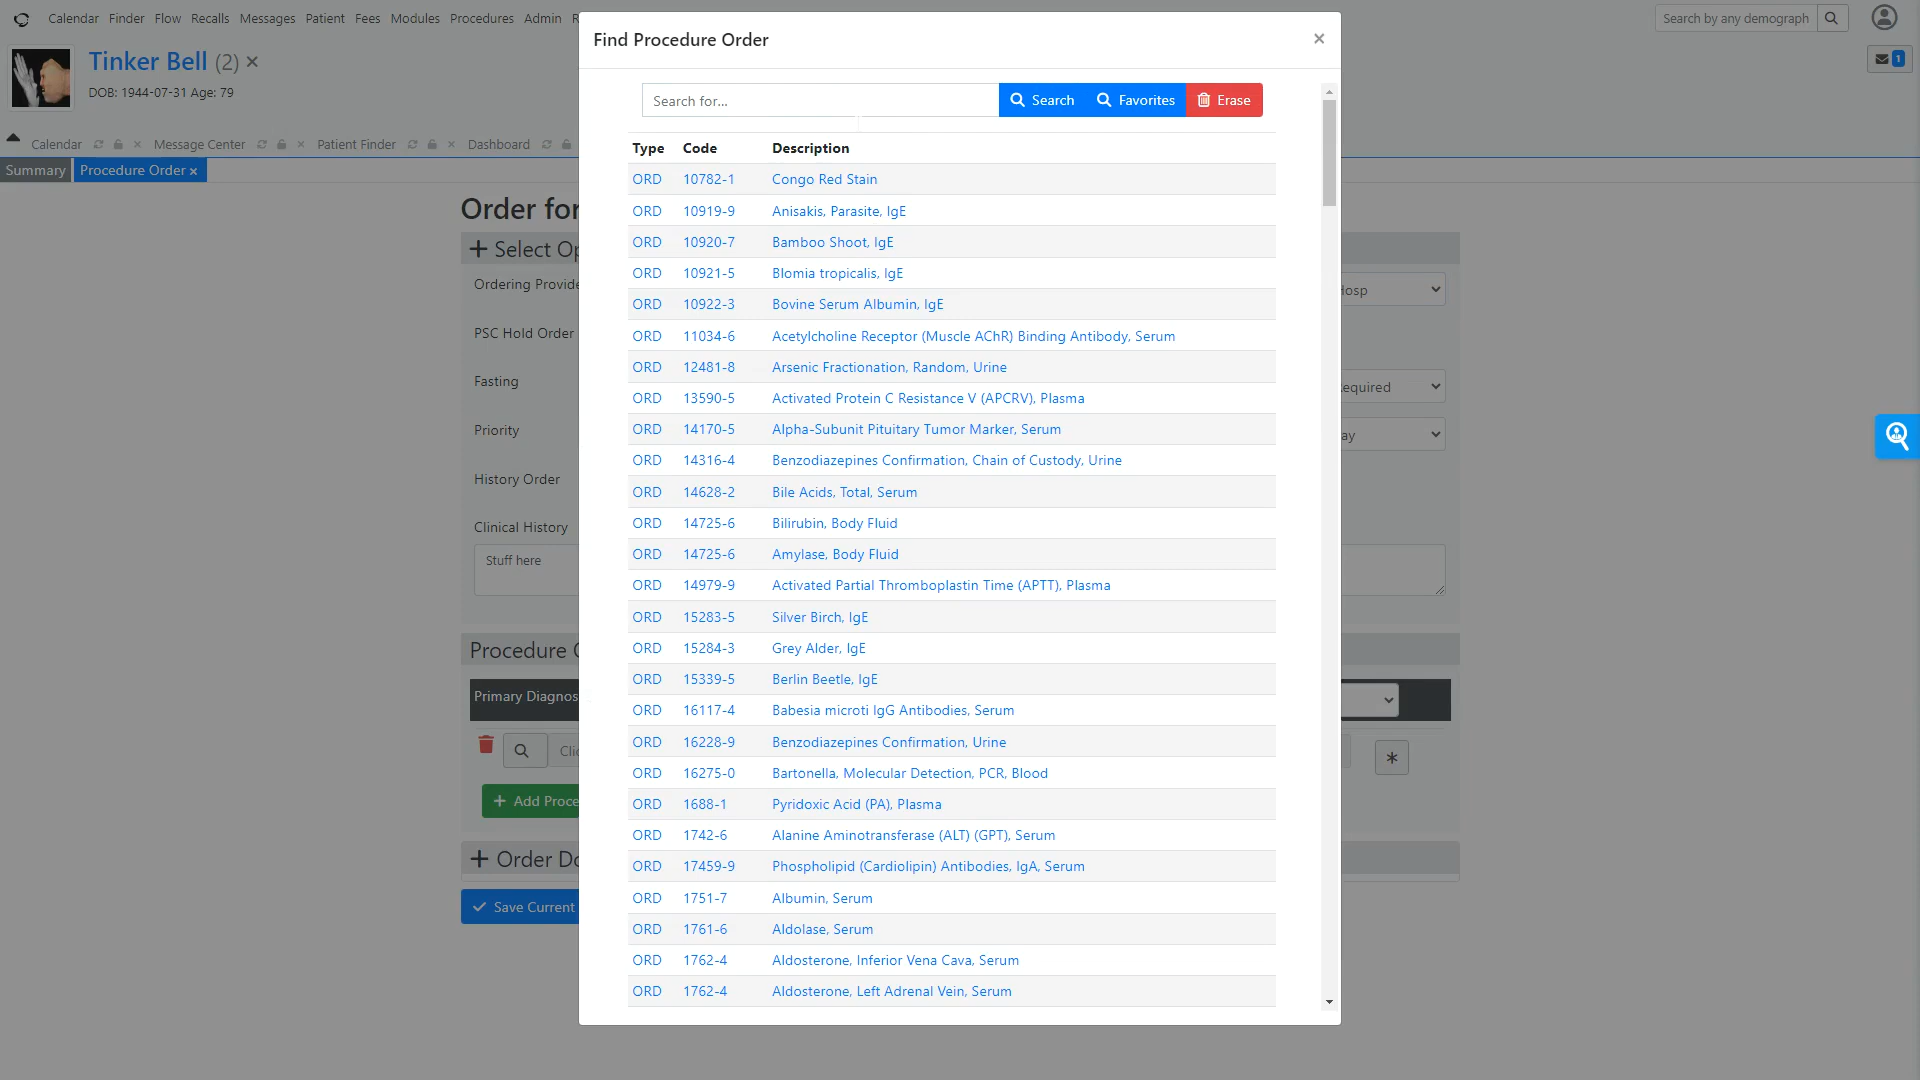 Calendar Finder Flow Recalls Messages Patient Fees Modules Procedures Admin R
Search by any demograph
Tinker Bell (2)
DOB: 1944-07-31 Age: 79
1
Calendar Message Center Patient Finder Dashboard
Summary Procedure Order
Find Procedure Order
Search for...
Search Favorites Erase
Type Code Description
ORD 10782-1 Congo Red Stain
ORD 10919-9 Anisakis, Parasite, IgE
ORD 10920-7 Bamboo Shoot, IgE
ORD 10921-5 Blomia tropicalis, IgE
ORD 10922-3 Bovine Serum Albumin, IgE
ORD 11034-6 Acetylcholine Receptor (Muscle AChR) Binding Antibody, Serum
ORD 12481-8 Arsenic Fractionation, Random, Urine
ORD 13590-5 Activated Protein C Resistance V (APCRV), Plasma
ORD 14170-5 Alpha-Subunit Pituitary Tumor Marker, Serum
ORD 14316-4 Benzodiazepines Confirmation, Chain of Custody, Urine
ORD 14628-2 Bile Acids, Total, Serum
ORD 14725-6 Bilirubin, Body Fluid
ORD 14725-6 Amylase, Body Fluid
ORD 14979-9 Activated Partial Thromboplastin Time (APTT), Plasma
ORD 15283-5 Silver Birch, IgE
ORD 15284-3 Grey Alder, IgE
ORD 15339-5 Berlin Beetle, IgE
ORD 16117-4 Babesia microti IgG Antibodies, Serum
ORD 16228-9 Benzodiazepines Confirmation, Urine
ORD 16275-0 Bartonella, Molecular Detection, PCR, Blood
ORD 1688-1 Pyridoxic Acid (PA), Plasma
ORD 1742-6 Alanine Aminotransferase (ALT) (GPT), Serum
ORD 17459-9 Phospholipid (Cardiolipin) Antibodies, IgA, Serum
ORD 1751-7 Albumin, Serum
ORD 1761-6 Aldolase, Serum
ORD 1762-4 Aldosterone, Inferior Vena Cava, Serum
ORD 1762-4 Aldosterone, Left Adrenal Vein, Serum
Order for
Select Op
Ordering Provide
Hosp
PSC Hold Order
Fasting
equired
Priority
ay
History Order
Clinical History
Stuff here
Procedure O
Primary Diagnos
Clic
Add Proce
Order Do
Save Current